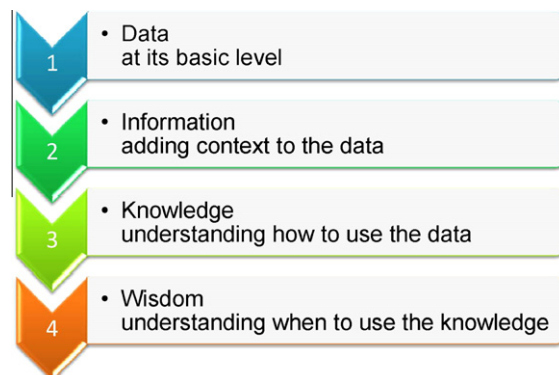 1
• Data
at its basic level
2
• Information
adding context to the data
3
• Knowledge
understanding how to use the data
4
• Wisdom
understanding when to use the knowledge